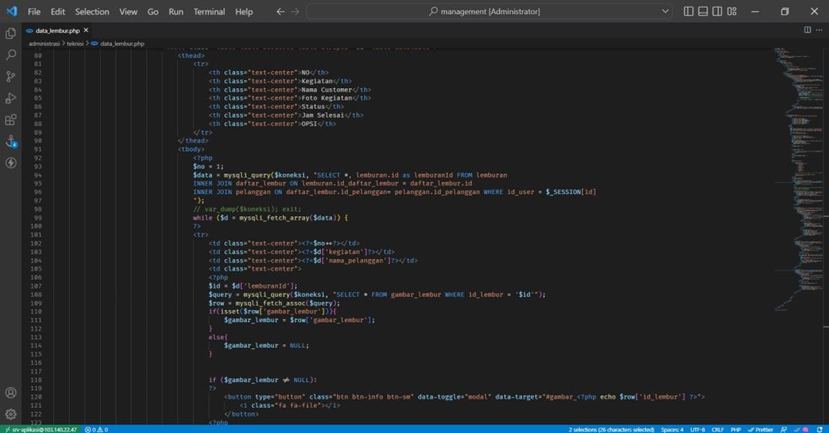 File Edit Selection View Go Run Terminal Help
management [Administrator]
data_lembur.php
administrasi > teknisi > data_lembur.php
80 <thead>
81 <tr>
82 <th class="text-center">NO</th>
83 <th class="text-center">Kegiatan</th>
84 <th class="text-center">Nama Customer</th>
85 <th class="text-center">Foto Kegiatan</th>
86 <th class="text-center">Status</th>
87 <th class="text-center">Jam Selesai</th>
88 <th class="text-center">OPSI</th>
89 </tr>
90 </thead>
91 <tbody>
92 <?php
93 $no = 1;
94 $data = mysqli_query($koneksi, "SELECT *, lemburan.id as lemburanId FROM lemburan
95 INNER JOIN daftar_lembur ON lemburan.id_daftar_lembur = daftar_lembur.id
96 INNER JOIN pelanggan ON daftar_lembur.id_pelanggan= pelanggan.id_pelanggan WHERE id_user = $_SESSION[id]
97 ");
98 // var_dump($koneksi); exit;
99 while ($d = mysqli_fetch_array($data)) {
100 ?>
101 <tr>
102 <td class="text-center"><?=$no++?></td>
103 <td class="text-center"><?=$d['kegiatan']?></td>
104 <td class="text-center"><?=$d['nama_pelanggan']?></td>
105 <td class="text-center">
106 <?php
107 $id = $d['lemburanId'];
108 $query = mysqli_query($koneksi, "SELECT * FROM gambar_lembur WHERE id_lembur = '$id'");
109 $row = mysqli_fetch_assoc($query);
110 if(isset($row['gambar_lembur'])){
111 $gambar_lembur = $row['gambar_lembur'];
112 }
113 else{
114 $gambar_lembur = NULL;
115 }
116
117
118 if ($gambar_lembur != NULL):
119 ?>
120 <button type="button" class="btn btn-info btn-sm" data-toggle="modal" data-target="#gambar_<?php echo $row['id_lembur'] ?>">
121 <i class="fa fa-file"></i>
122 </button>
123 <?php
srv-aplikasi@103.140.22.47 0 0 2 selections (26 characters selected) Spaces: 4 UTF-8 CRLF PHP Prettier